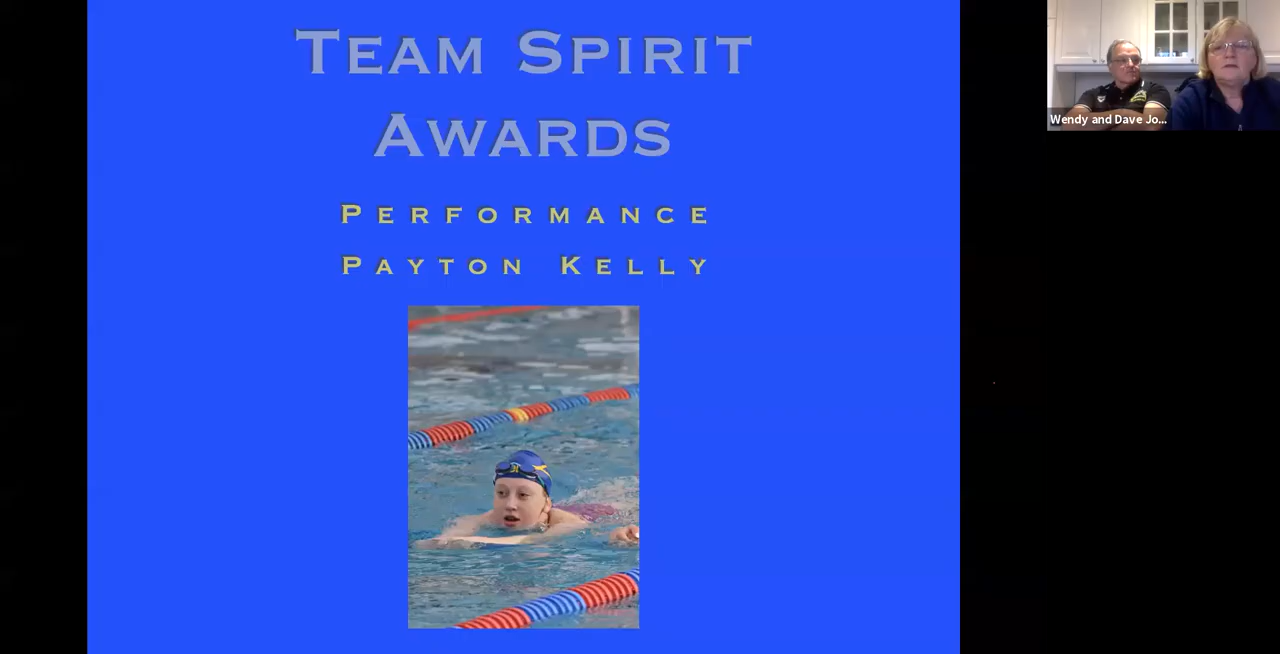 Team Spirit
Awards
Performance
Payton Kelly
Wendy and Dave Jo...